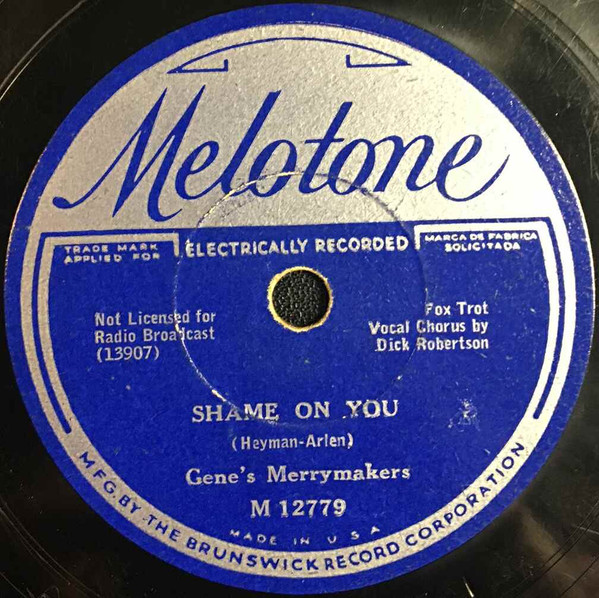 Melotone
TRADE MARK
APPLIED FOR
ELECTRICALLY RECORDED
MARCA DE FABRICA
SOLICITADA
Not Licensed for
Radio Broadcast
(13907)
Fox Trot
Vocal Chorus by
Dick Robertson
SHAME ON YOU
(Heyman-Arlen)
Gene's Merrymakers
M 12779
MADE IN U S A
MFG. BY THE BRUNSWICK RECORD CORPORATION